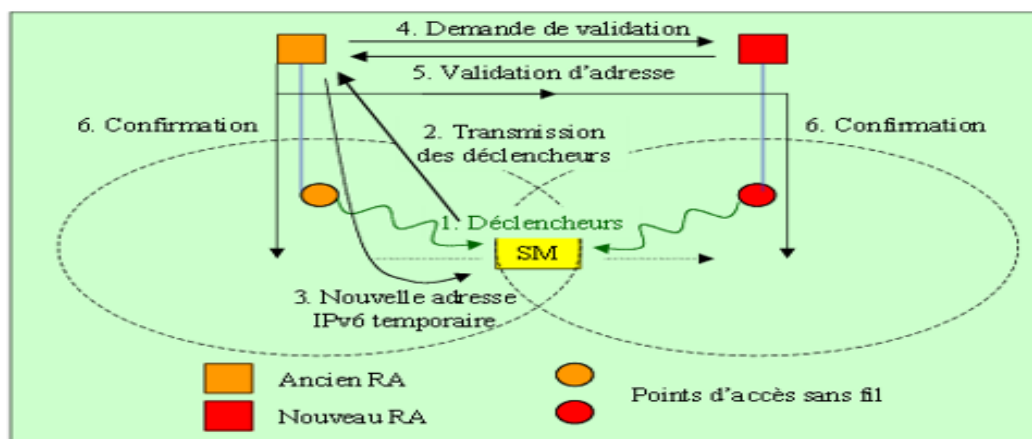 4. Demande de validation
5. Validation d'adresse
6. Confirmation
2. Transmission
des déclencheurs
6. Confirmation
1. Déclencheurs
SM
3. Nouvelle adresse
IPv6 temporaire
Ancien RA
Nouveau RA
Points d'accès sans fil